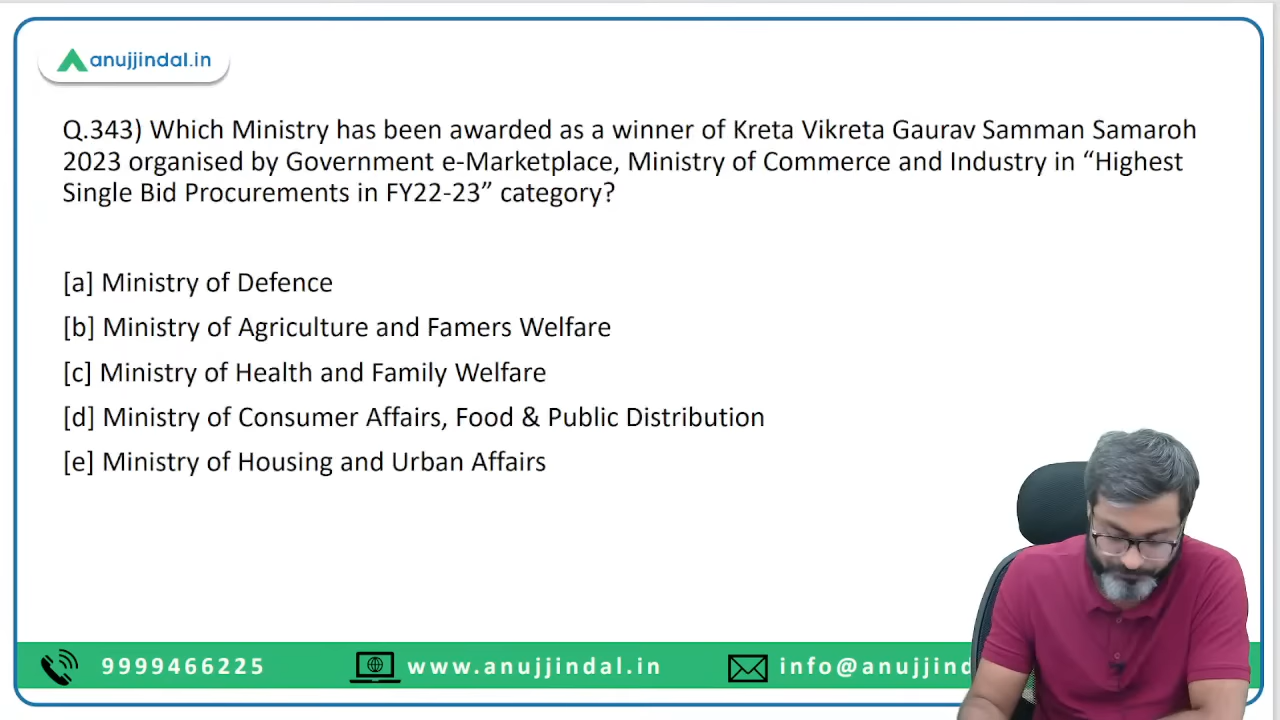 anujjindal.in
Q.343) Which Ministry has been awarded as a winner of Kreta Vikreta Gaurav Samman Samaroh
2023 organised by Government e-Marketplace, Ministry of Commerce and Industry in “Highest
Single Bid Procurements in FY22-23” category?
[a] Ministry of Defence
[b] Ministry of Agriculture and Famers Welfare
[c] Ministry of Health and Family Welfare
[d] Ministry of Consumer Affairs, Food & Public Distribution
[e] Ministry of Housing and Urban Affairs
9999466225 www.anujjindal.in info@anujjind